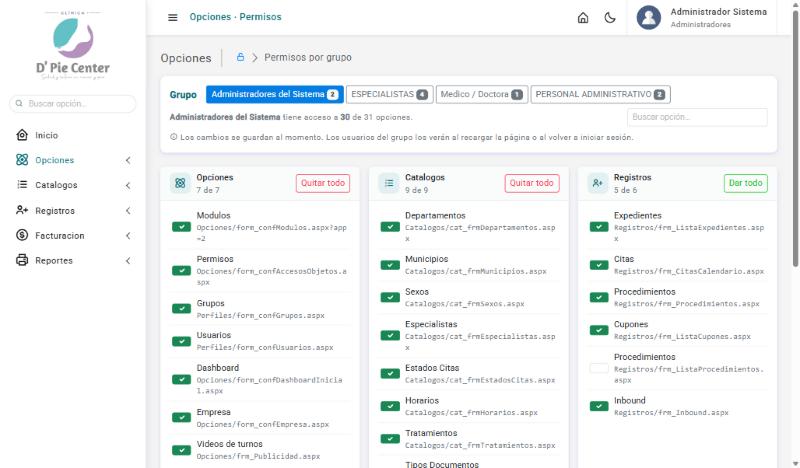 CLINICA
D' Pie Center
Buscar opción...
Inicio
Opciones
Catalogos
Registros
Facturacion
Reportes
Opciones · Permisos
Administrador Sistema
Administradores
Opciones
Permisos por grupo
Grupo
Administradores del Sistema 2
ESPECIALISTAS 4
Medico / Doctora 1
PERSONAL ADMINISTRATIVO 2
Administradores del Sistema tiene acceso a 30 de 31 opciones.
Buscar opcion...
Los cambios se guardan al momento. Los usuarios del grupo los verán al recargar la página o al volver a iniciar sesión.
Opciones
7 de 7
Quitar todo
Modulos
Opciones/form_confModulos.aspx?app
=2
Permisos
Opciones/form_confAccesosObjetos.a
spx
Grupos
Perfiles/form_confGrupos.aspx
Usuarios
Perfiles/form_confUsuarios.aspx
Dashboard
Opciones/form_confDashboardInicia
l.aspx
Empresa
Opciones/form_confEmpresa.aspx
Videos de turnos
Opciones/frm_Publicidad.aspx
Catalogos
9 de 9
Quitar todo
Departamentos
Catalogos/cat_frmDepartamentos.asp
x
Municipios
Catalogos/cat_frmMunicipios.aspx
Sexos
Catalogos/cat_frmSexos.aspx
Especialistas
Catalogos/cat_frmEspecialistas.asp
x
Estados Citas
Catalogos/cat_frmEstadosCitas.aspx
Horarios
Catalogos/cat_frmHorarios.aspx
Tratamientos
Catalogos/cat_frmTratamientos.aspx
Tipos Documentos
Registros
5 de 6
Dar todo
Expedientes
Registros/frm_ListaExpedientes.asp
x
Citas
Registros/frm_CitasCalendario.aspx
Procedimientos
Registros/frm_Procedimientos.aspx
Cupones
Registros/frm_ListaCupones.aspx
Procedimientos
Registros/frm_ListaProcedimientos.
aspx
Inbound
Registros/frm_Inbound.aspx